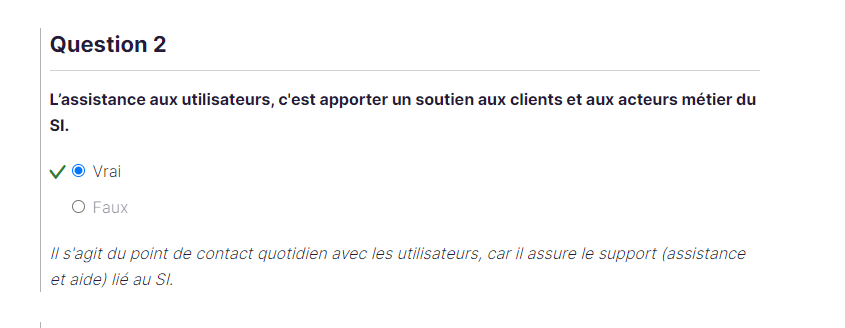 Question 2
L’assistance aux utilisateurs, c'est apporter un soutien aux clients et aux acteurs métier du
SI.
Vrai
Faux
Il s'agit du point de contact quotidien avec les utilisateurs, car il assure le support (assistance
et aide) lié au SI.